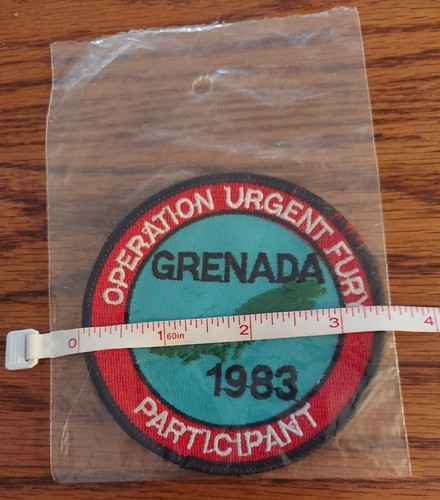 OPERATION URGENT FURY
GRENADA
0 1 60in 2 3 4
1983
PARTICIPANT